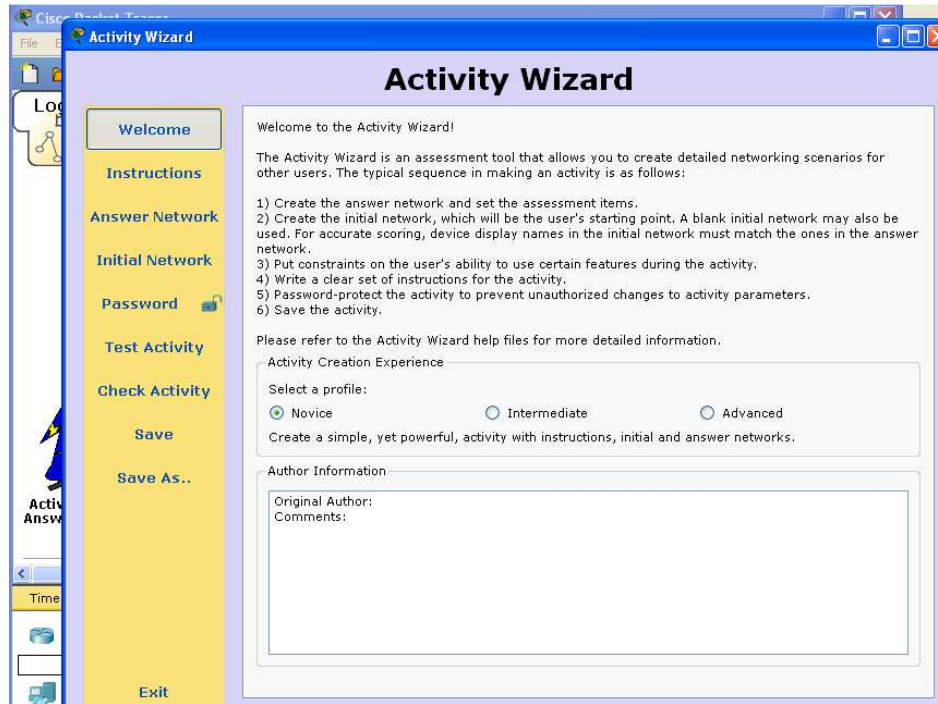 Activity Wizard
File
Activity Wizard
Welcome
Instructions
Answer Network
Initial Network
Password
Test Activity
Check Activity
Save
Save As..
Exit
Welcome to the Activity Wizard!
The Activity Wizard is an assessment tool that allows you to create detailed networking scenarios for
other users. The typical sequence in making an activity is as follows:
1) Create the answer network and set the assessment items.
2) Create the initial network, which will be the user's starting point. A blank initial network may also be
used. For accurate scoring, device display names in the initial network must match the ones in the answer
network.
3) Put constraints on the user's ability to use certain features during the activity.
4) Write a clear set of instructions for the activity.
5) Password-protect the activity to prevent unauthorized changes to activity parameters.
6) Save the activity.
Please refer to the Activity Wizard help files for more detailed information.
Activity Creation Experience
Select a profile:
Novice Intermediate Advanced
Create a simple, yet powerful, activity with instructions, initial and answer networks.
Author Information
Original Author:
Comments:
Time